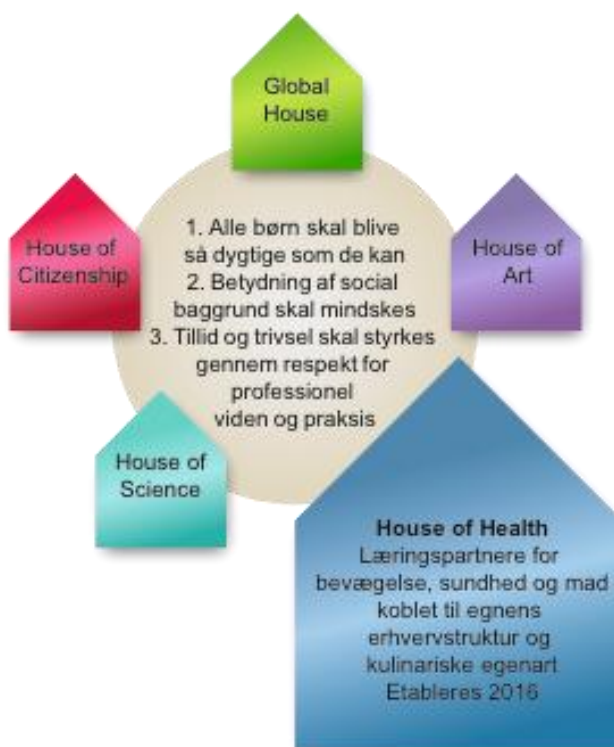 Global
House
House of
Citizenship
1. Alle børn skal blive
så dygtige som de kan
2. Betydning af social
baggrund skal mindskes
3. Tillid og trivsel skal styrkes
gennem respekt for
professionel
viden og praksis
House of
Art
House of
Science
House of Health
Læringspartnere for
bevægelse, sundhed og mad
koblet til egnens
erhvervstruktur og
kulinariske egenart
Etableres 2016